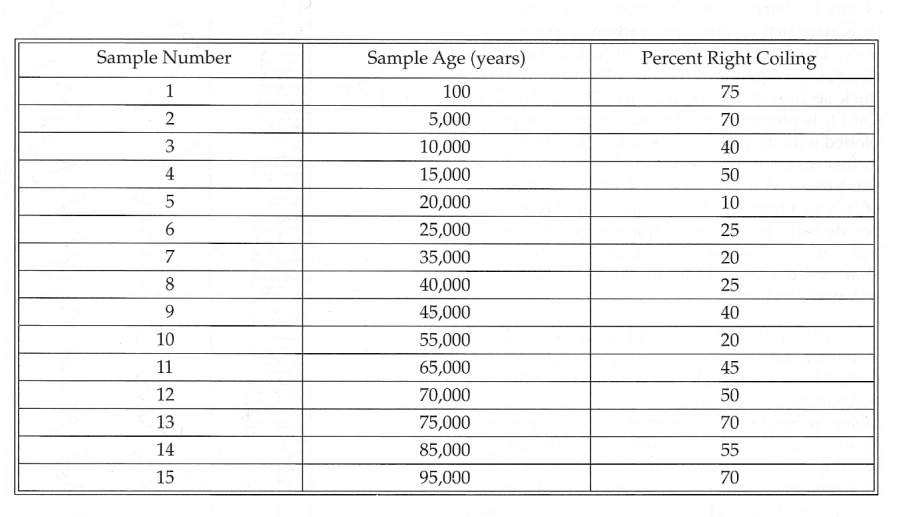 Sample Number Sample Age (years) Percent Right Coiling
1 100 75
2 5,000 70
3 10,000 40
4 15,000 50
5 20,000 10
6 25,000 25
7 35,000 20
8 40,000 25
9 45,000 40
10 55,000 20
11 65,000 45
12 70,000 50
13 75,000 70
14 85,000 55
15 95,000 70